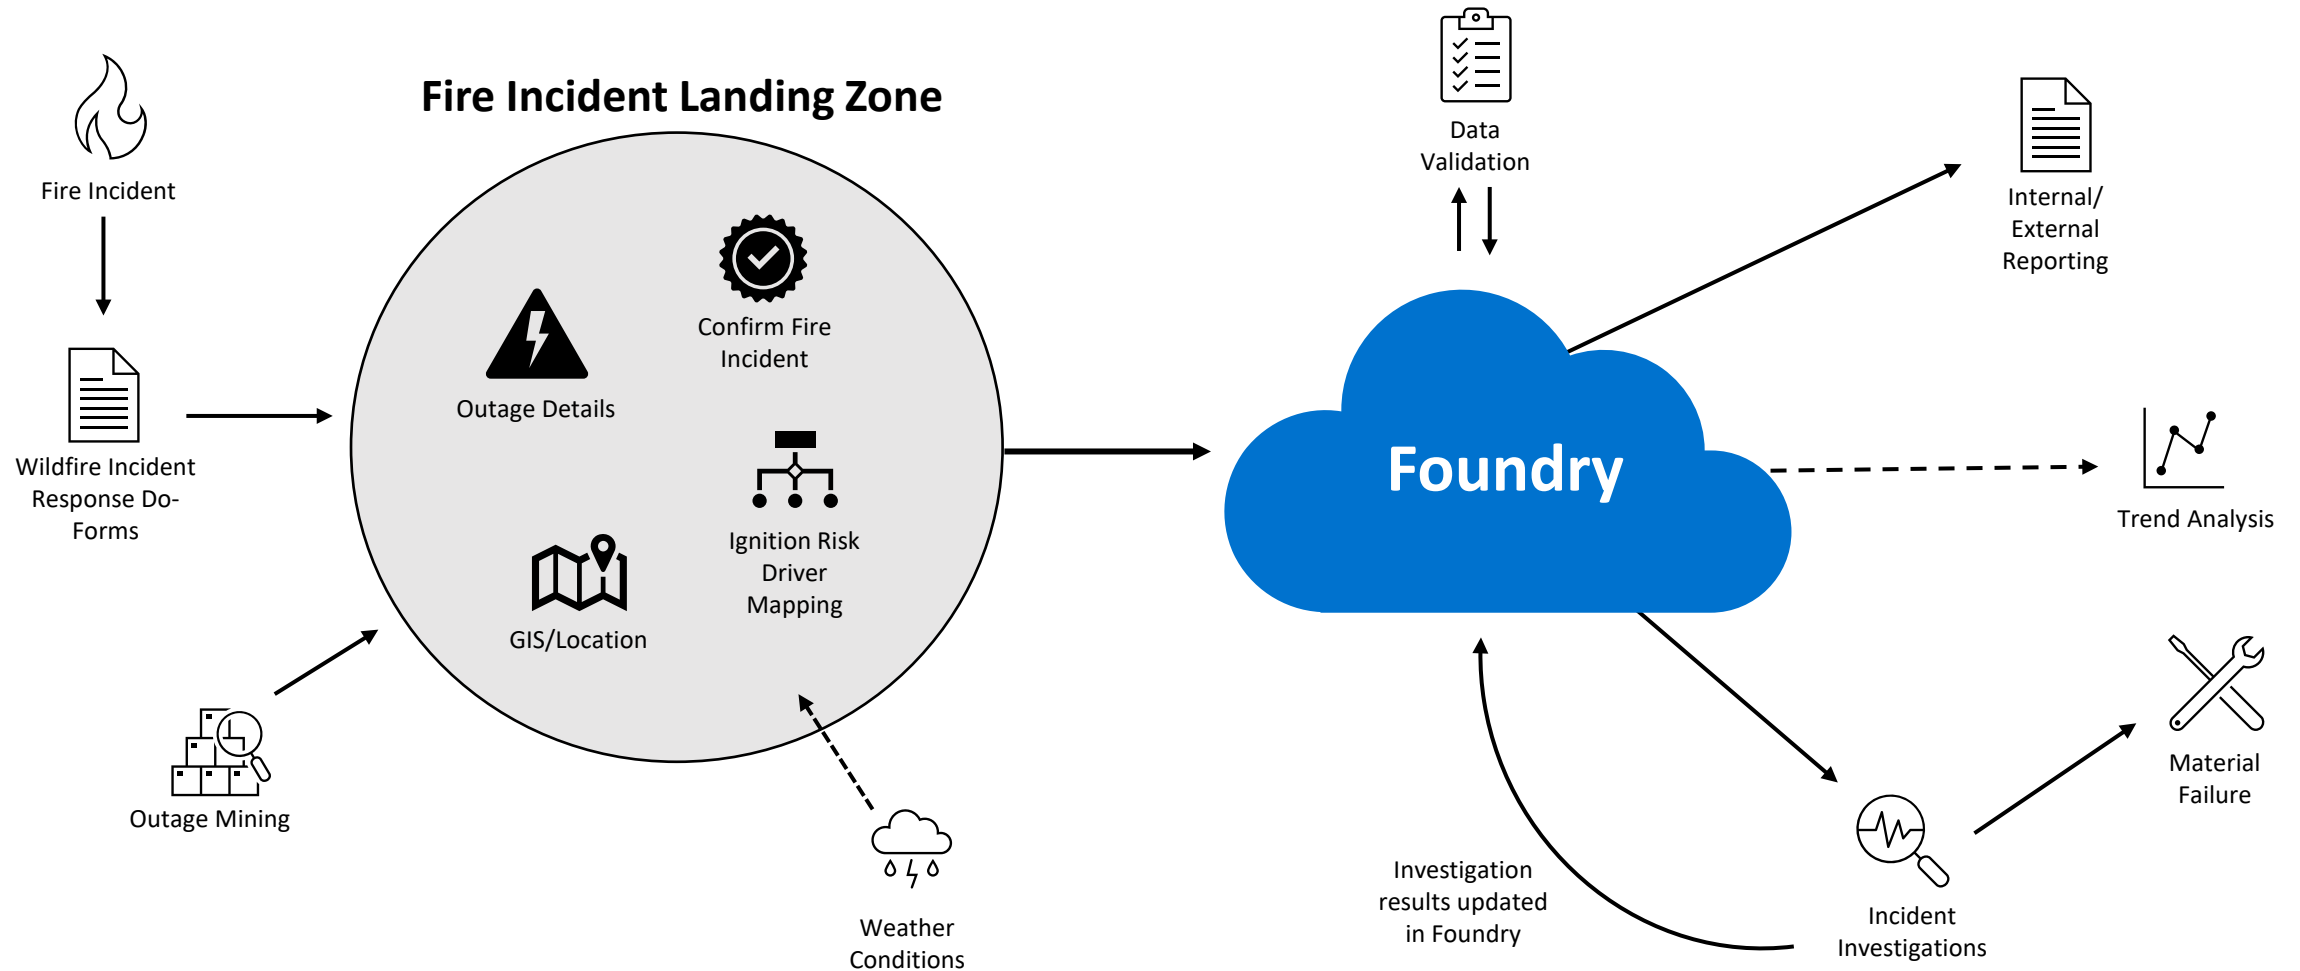 Fire Incident Landing Zone
Fire Incident
Wildfire Incident
Response Do-
Forms
Outage Mining
Confirm Fire
Incident
Outage Details
Ignition Risk
Driver
Mapping
GIS/Location
Weather
Conditions
Data
Validation
Foundry
Internal/
External
Reporting
Trend Analysis
Material
Failure
Incident
Investigations
Investigation
results updated
in Foundry